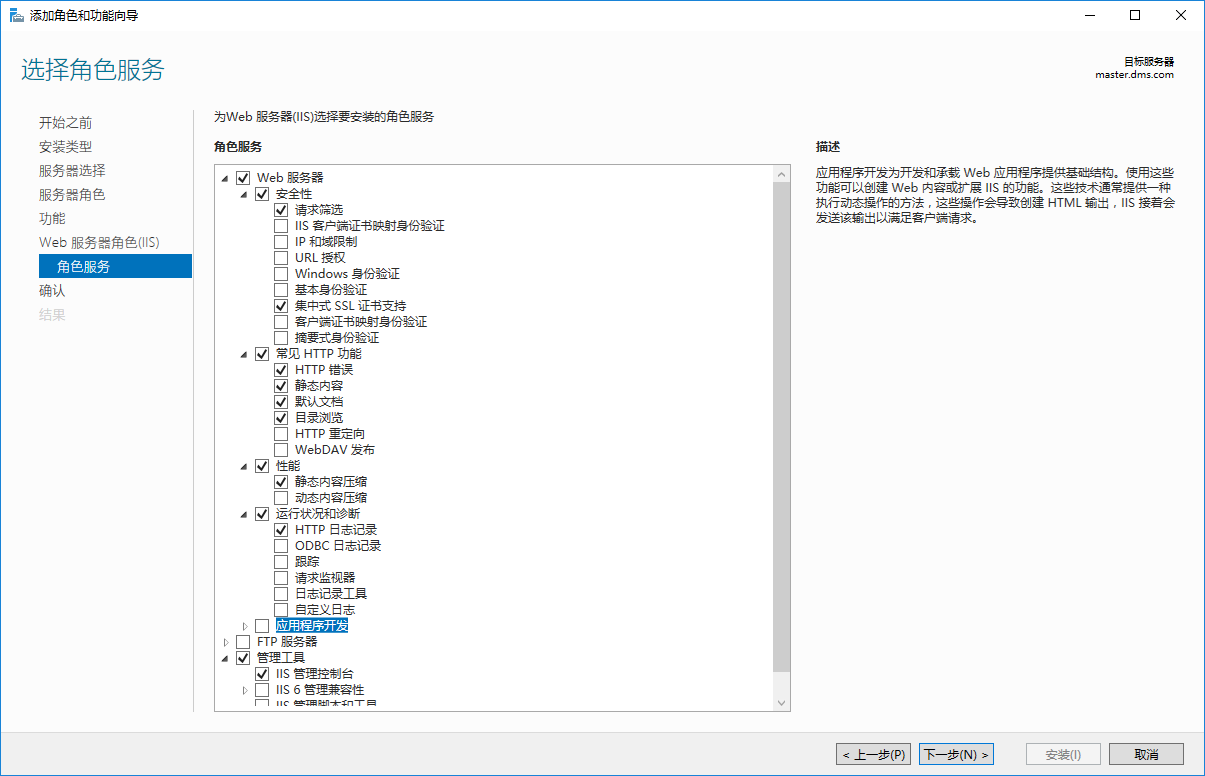 添加角色和功能向导
选择角色服务
目标服务器
master.dms.com
开始之前
安装类型
服务器选择
服务器角色
功能
Web 服务器角色(IIS)
角色服务
确认
结果
为Web 服务器(IIS)选择要安装的角色服务
角色服务
Web 服务器
安全性
请求筛选
IIS 客户端证书映射身份验证
IP 和域限制
URL 授权
Windows 身份验证
基本身份验证
集中式 SSL 证书支持
客户端证书映射身份验证
摘要式身份验证
常见 HTTP 功能
HTTP 错误
静态内容
默认文档
目录浏览
HTTP 重定向
WebDAV 发布
性能
静态内容压缩
动态内容压缩
运行状况和诊断
HTTP 日志记录
ODBC 日志记录
跟踪
请求监视器
日志记录工具
自定义日志
应用程序开发
FTP 服务器
管理工具
IIS 管理控制台
IIS 6 管理兼容性
IIS 管理脚本和工具
描述
应用程序开发为开发和承载 Web 应用程序提供基础结构。使用这些
功能可以创建 Web 内容或扩展 IIS 的功能。这些技术通常提供一种
执行动态操作的方法，这些操作会导致创建 HTML 输出，IIS 接着会
发送该输出以满足客户端请求。
< 上一步(P)
下一步(N) >
安装(I)
取消